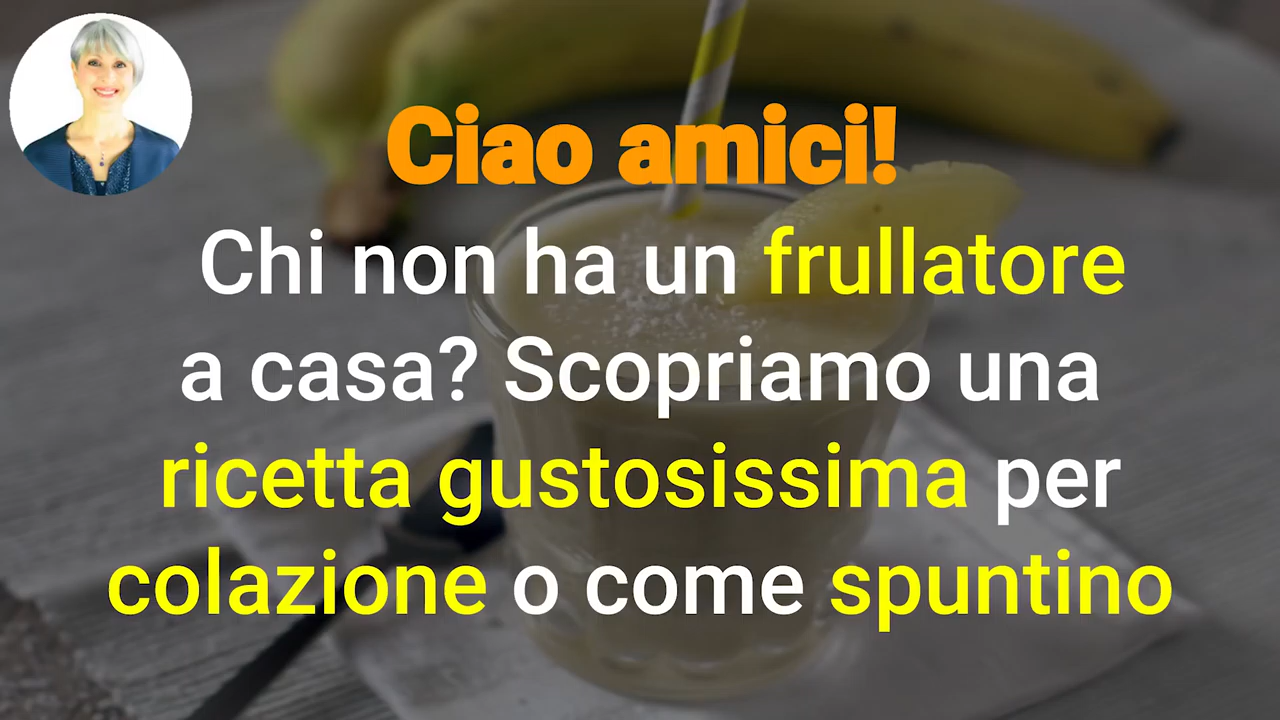 Ciao amici!
Chi non ha un frullatore
a casa? Scopriamo una
ricetta gustosissima per
colazione o come spuntino